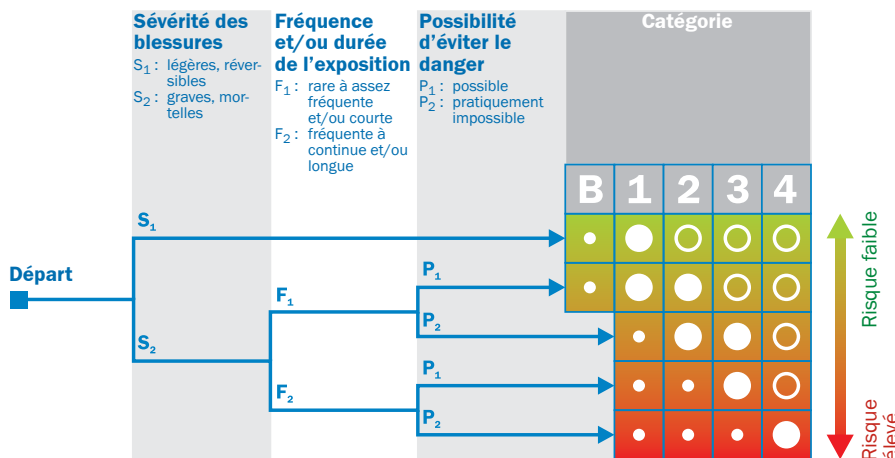 Sévérité des
blessures
S1 : légères, réver-
sibles
S2 : graves, mor-
telles
Fréquence
et/ou durée
de l'exposition
F1 : rare à assez
fréquente
et/ou courte
F2 : fréquente à
continue et/ou
longue
Possibilité
d'éviter le
danger
P1 : possible
P2 : pratiquement
impossible
Catégorie
B 1 2 3 4
S1
Départ
F1
P1
P2
S2
F2
P1
P2
Risque faible
Risque
élevé